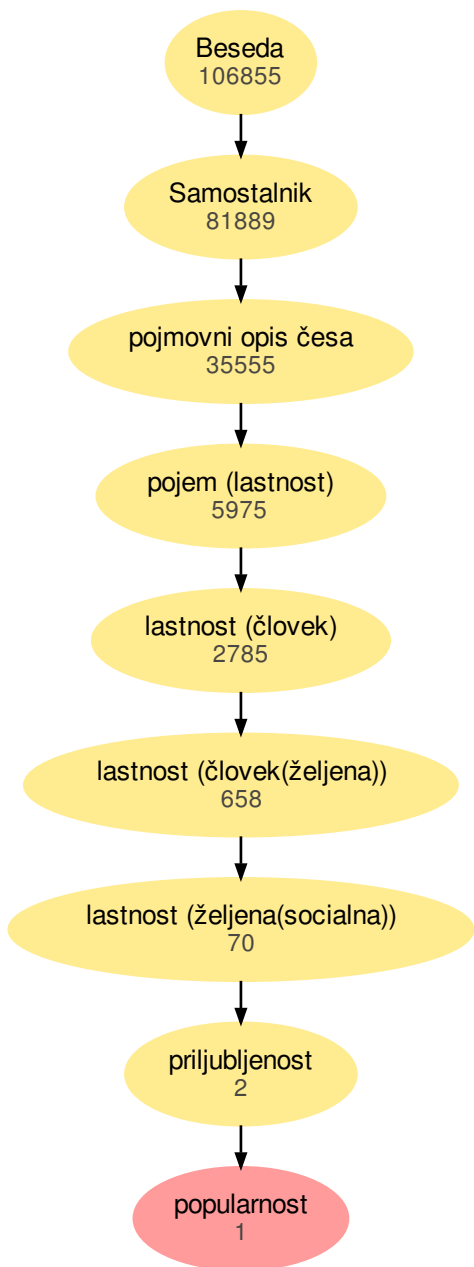 Beseda
106855
Samostalnik
81889
pojmovni opis česa
35555
pojem (lastnost)
5975
lastnost (človek)
2785
lastnost (človek(željena))
658
lastnost (željena(socialna))
70
priljubljenost
2
popularnost
1